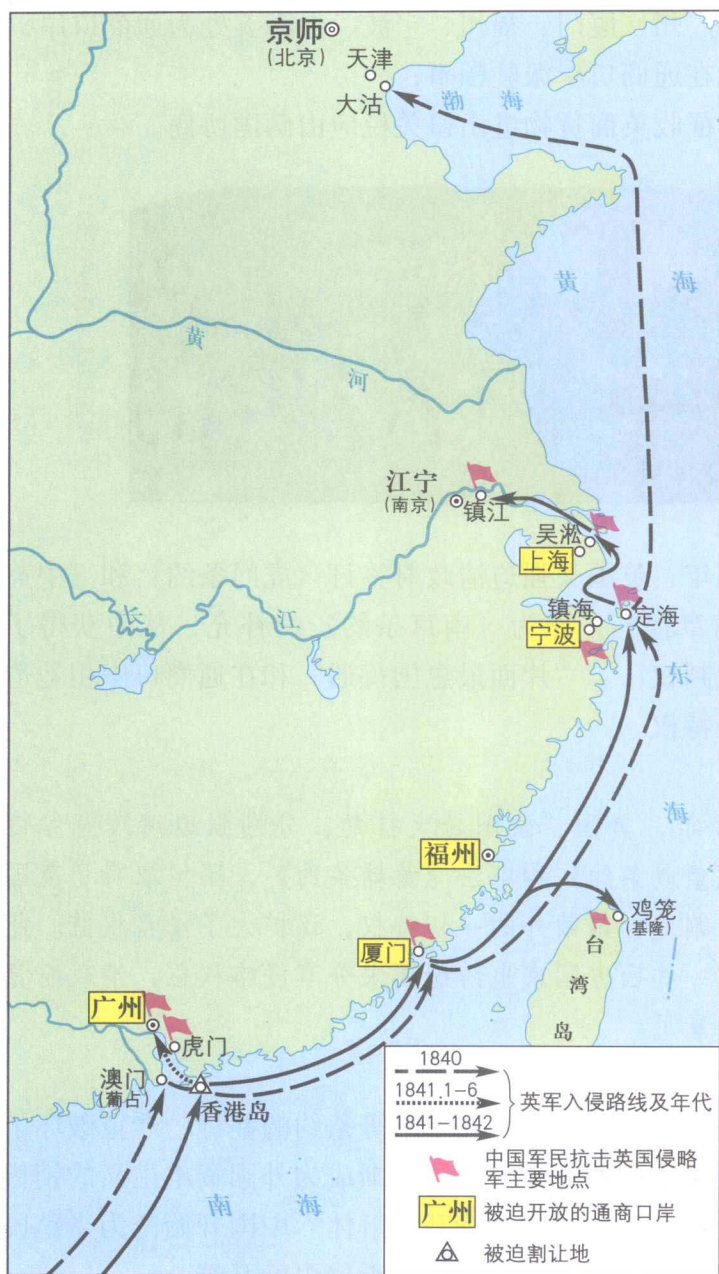 京师
(北京)
天津
大沽
渤 海
黄 海
黄 河
江宁
(南京)
镇江
吴淞
上海
长 江
镇海
定海
宁波
东 海
福州
鸡笼
(基隆)
台湾岛
厦门
广州
虎门
澳门
(葡占)
香港岛
南 海
1840
1841.1-6
1841-1842
英军入侵路线及年代
中国军民抗击英国侵略
军主要地点
广州 被迫开放的通商口岸
被迫割让地